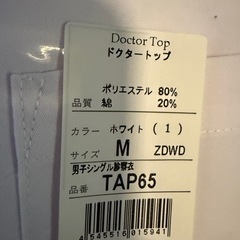 Doctor Top
ドクタートップ
ポリエステル 80%
品質 綿 20%
カラー ホワイト (1)
サイズ M ZDWD
男子シングル診察衣
品番 TAP65
4545516015941